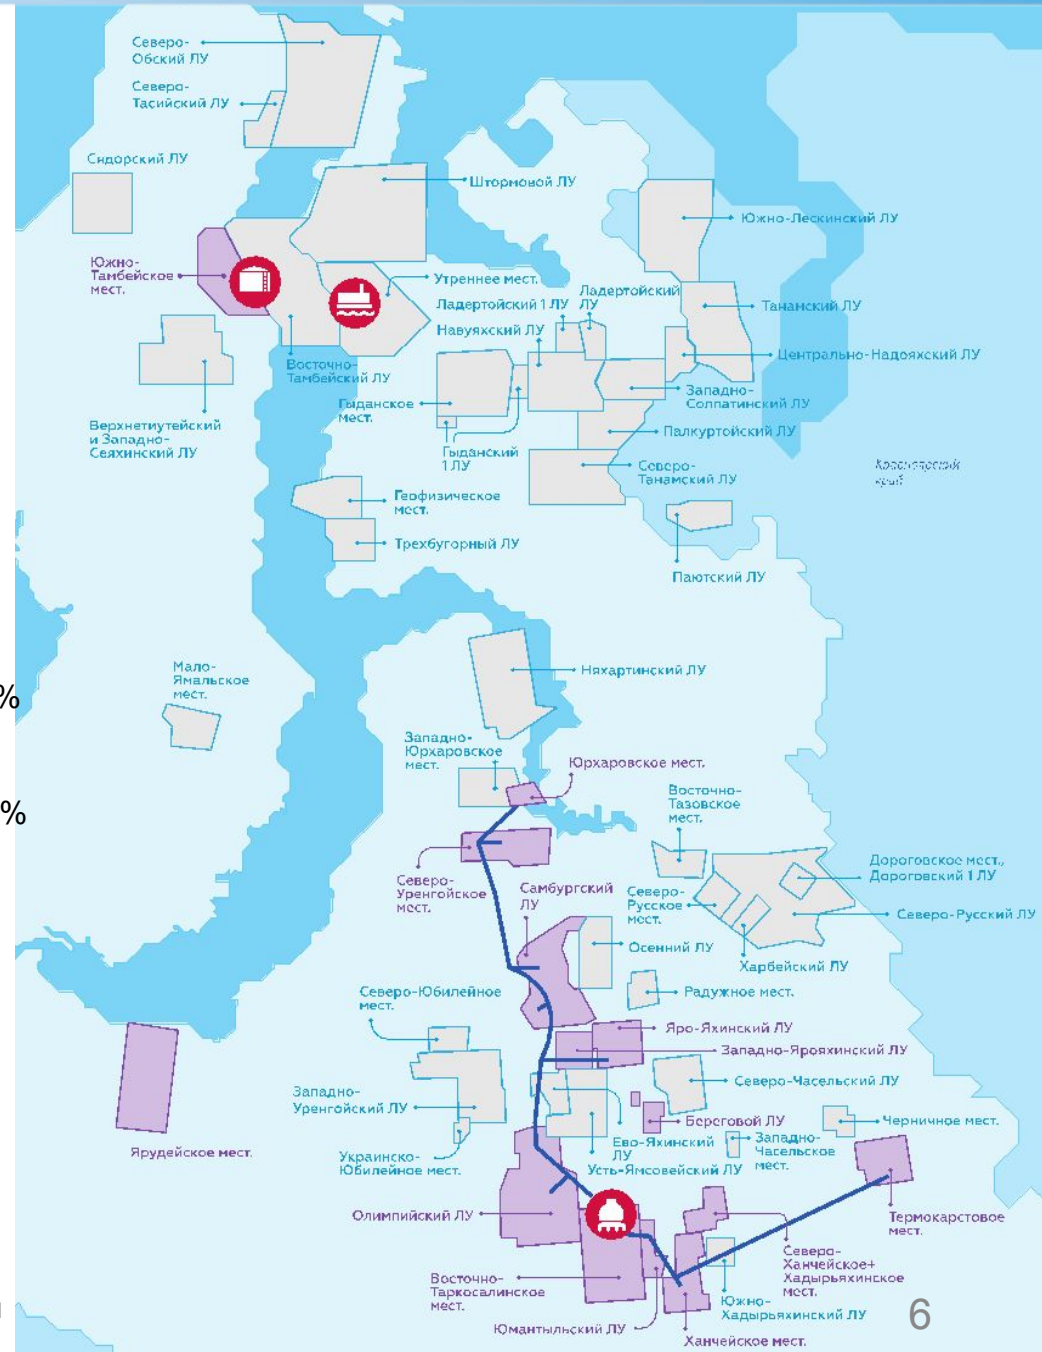 Северо-
Обский ЛУ
Северо-
Тасийский ЛУ
Сядорский ЛУ
Штормовой ЛУ
Южно-Лескинский ЛУ
Южно-
Тамбейское
мест.
Утреннее мест.
Ладертойский 1 ЛУ
Ладертойский
ЛУ
Танамский ЛУ
Навуяхский ЛУ
Центрально-Надояхский ЛУ
Восточно-
Тамбейский ЛУ
Западно-
Солпатинский ЛУ
Гыданское
мест.
Верхнетиутейский
и Западно-
Сеяхинский ЛУ
Палкуртойский ЛУ
Гыданский
1 ЛУ
Северо-
Танамский ЛУ
Красноярский
край
Геофизическое
мест.
Трехбугорный ЛУ
Паютский ЛУ
Мало-
Ямальское
мест.
%
Няхартинский ЛУ
Западно-
Юрхаровское
мест.
Юрхаровское мест.
%
Восточно-
Тазовское
мест.
Дороговское мест.,
Дороговский 1 ЛУ
Северо-
Уренгойское
мест.
Самбургский
ЛУ
Северо-
Русское
мест.
Северо-Русский ЛУ
Осенний ЛУ
Харбейский ЛУ
Северо-Юбилейное
мест.
Радужное мест.
Яро-Яхинский ЛУ
Западно-Ярояхинский ЛУ
Северо-Часельский ЛУ
Западно-
Уренгойский ЛУ
Береговой ЛУ
Черничное мест.
Ево-Яхинский
ЛУ
Западно-
Часельское
мест.
Ярудейское мест.
Украинско-
Юбилейное мест.
Усть-Ямсовейский ЛУ
Олимпийский ЛУ
Термокарстовое
мест.
Северо-
Ханчейское+
Хадырьяхинское
мест.
Восточно-
Таркосалинское
мест.
Южно-
Хадырьяхинский ЛУ
Юмантыльский ЛУ
Ханчейское мест.
6